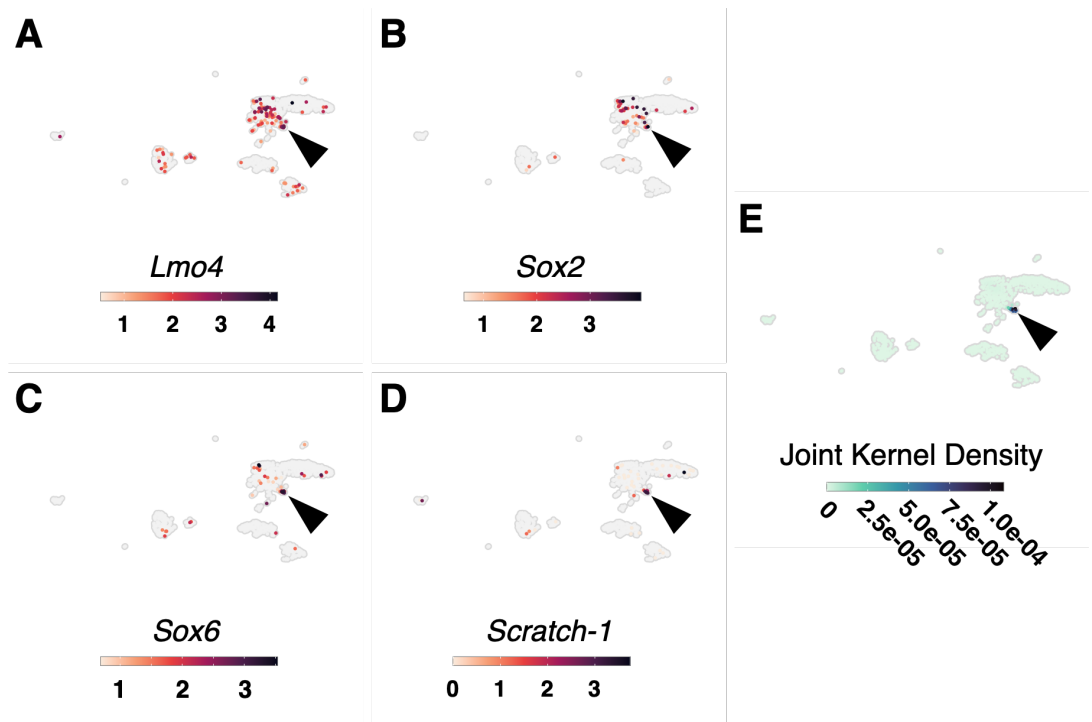 A
B
Lmo4
1 2 3 4
Sox2
1 2 3
E
Joint Kernel Density
0 2.5e-05 5.0e-05 7.5e-05 1.0e-04
C
D
Sox6
1 2 3
Scratch-1
0 1 2 3